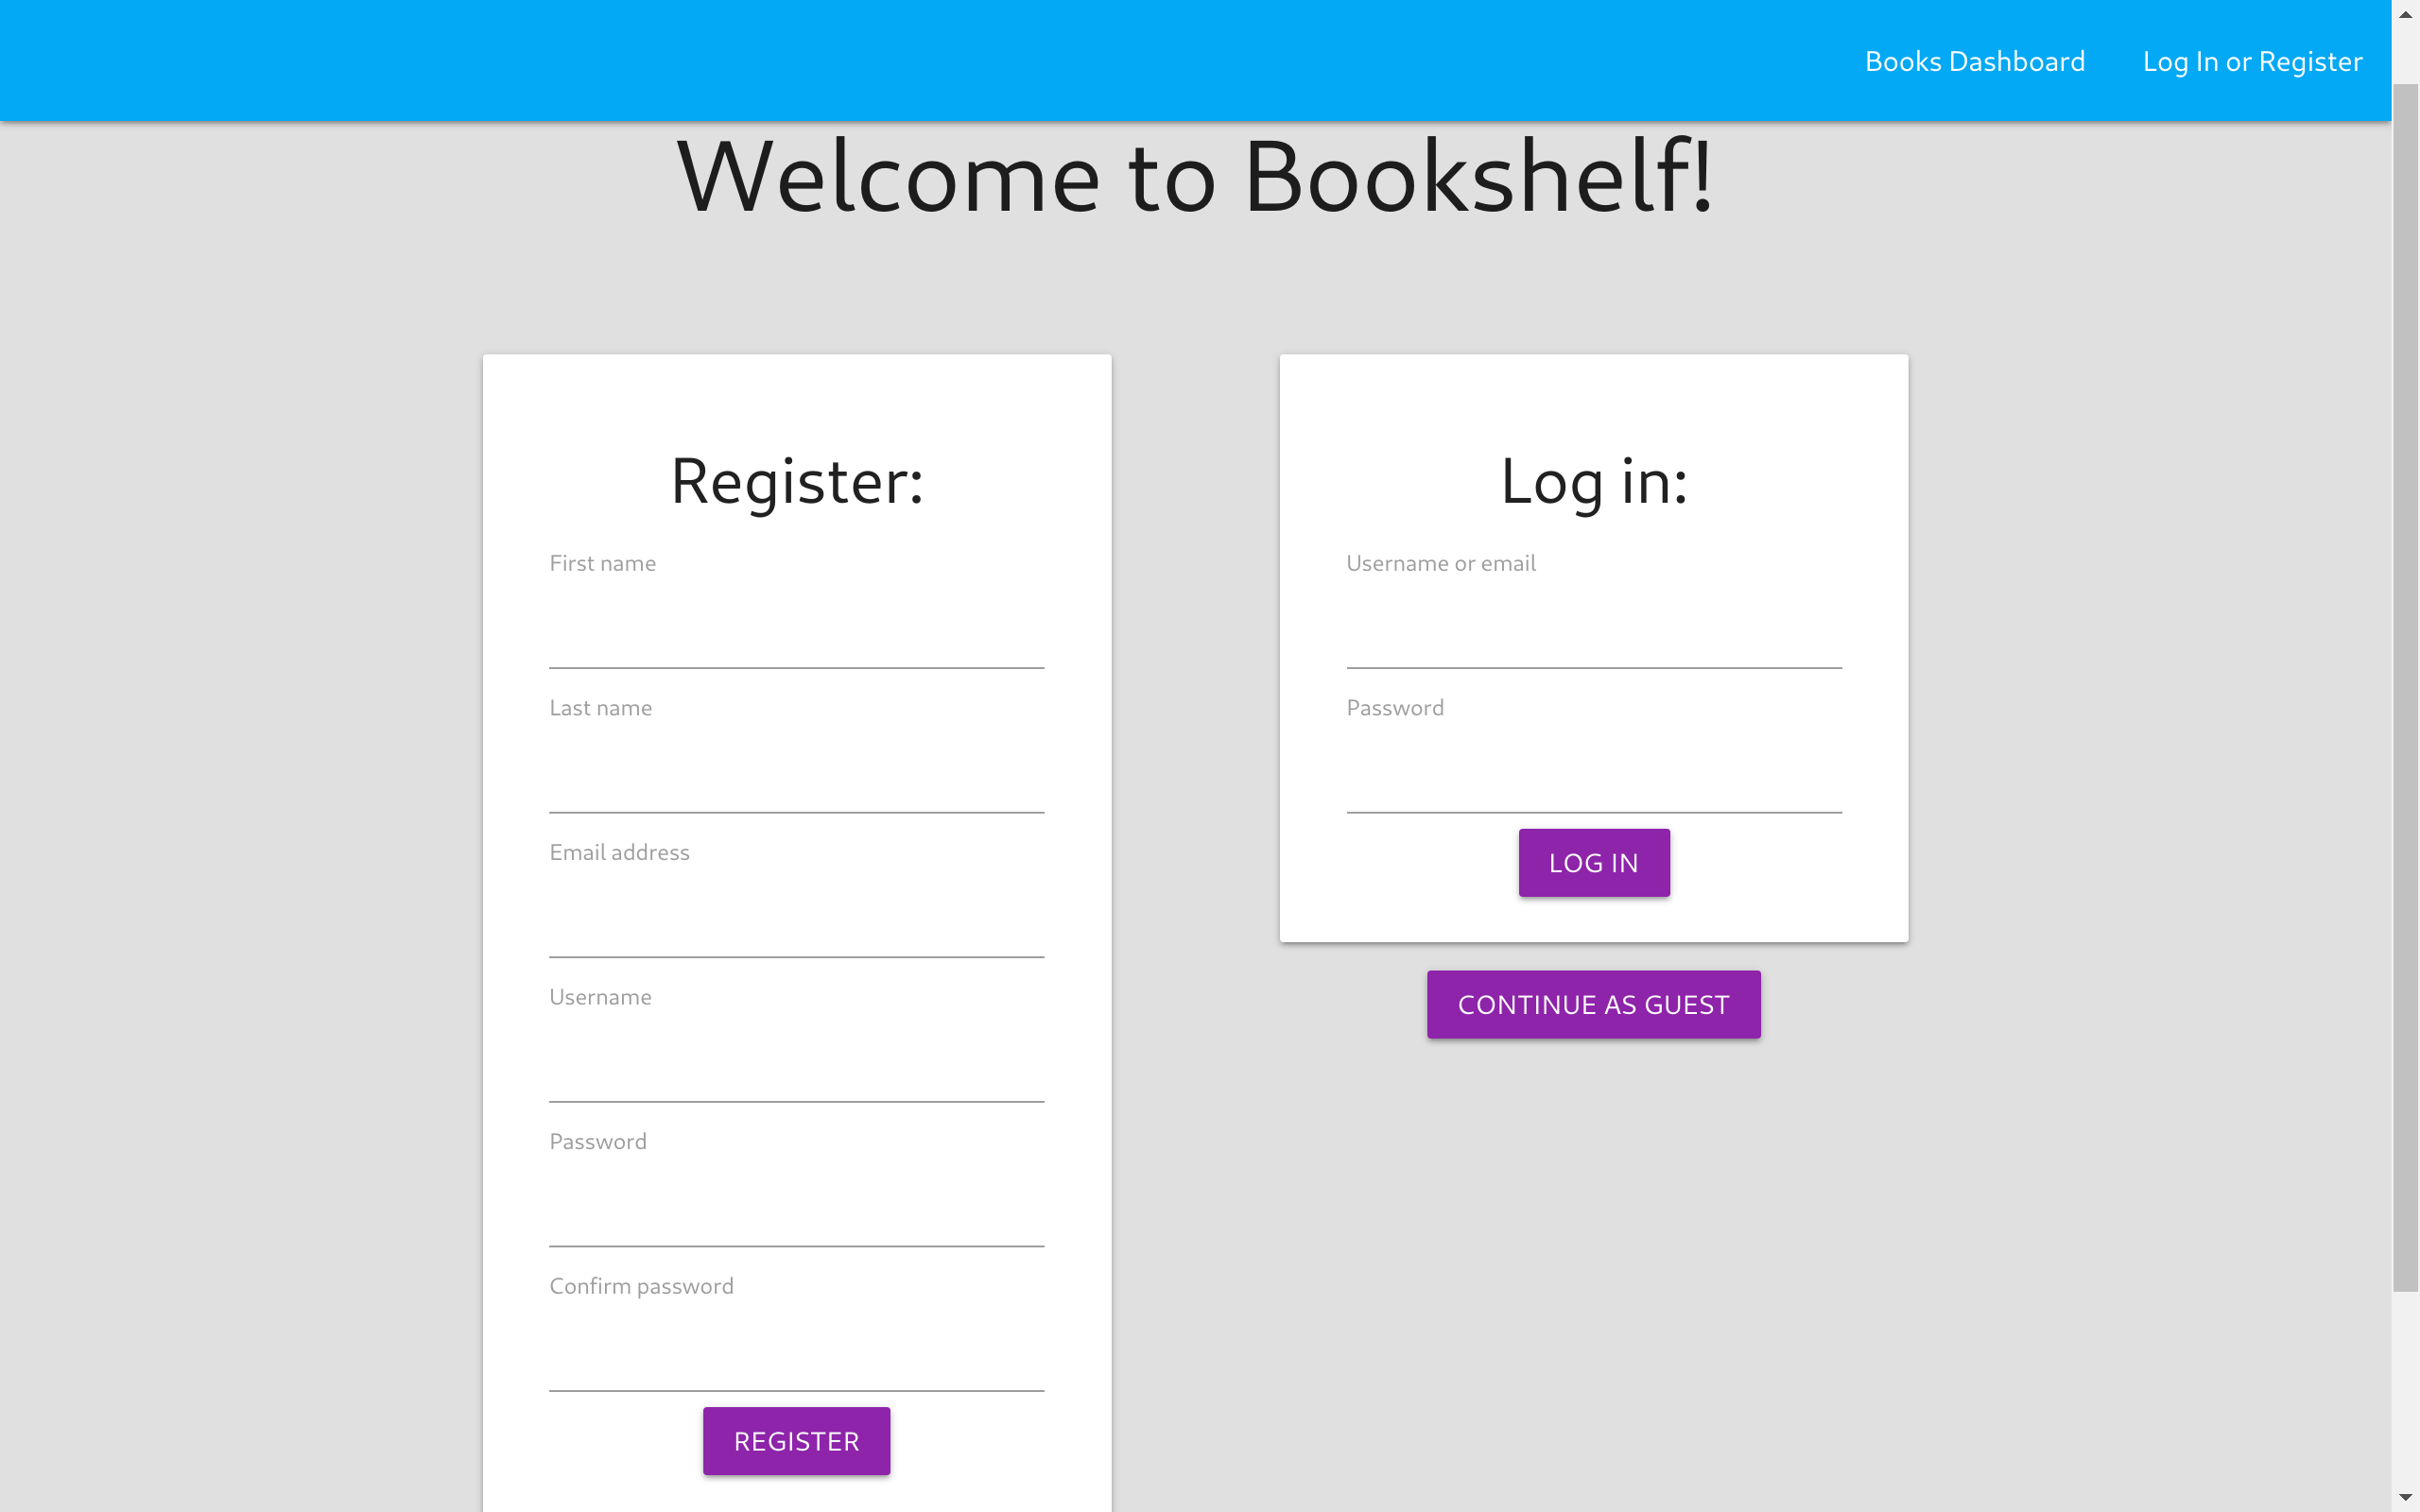 Books Dashboard Log In or Register
Welcome to Bookshelf!
Register:
First name
Last name
Email address
Username
Password
Confirm password
REGISTER
Log in:
Username or email
Password
LOG IN
CONTINUE AS GUEST